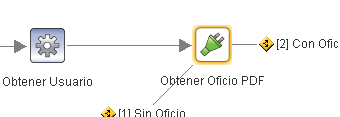 [2] Con Ofic
Obtener Usuario
Obtener Oficio PDF
[1] Sin Oficio